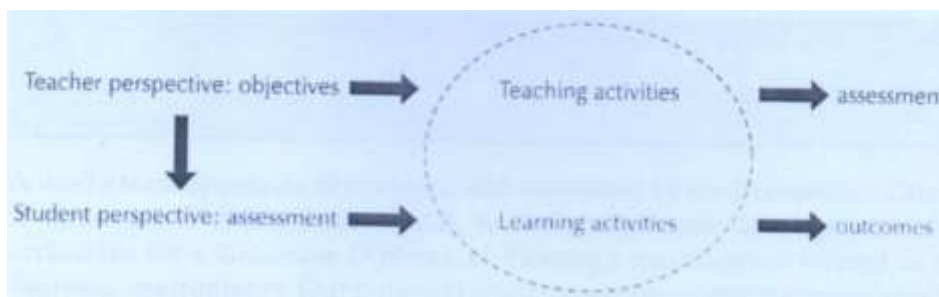 Teacher perspective: objectives Teaching activities assessmen
Student perspective: assessment Learning activities outcomes